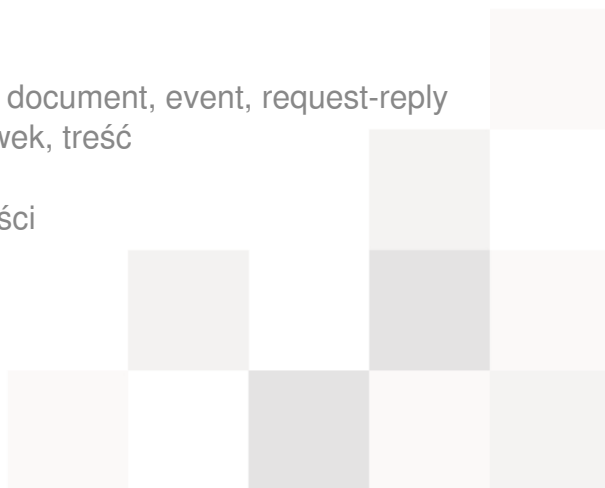 document, event, request-reply
wek, treść
ści